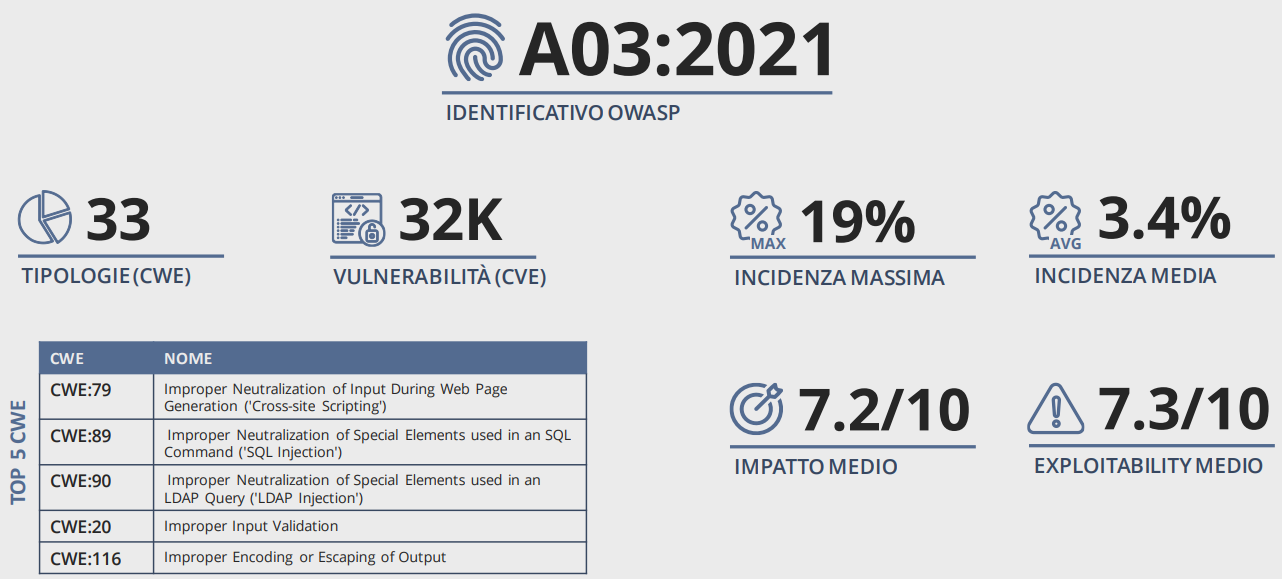 A03:2021
IDENTIFICATIVO OWASP
33
TIPOLOGIE (CWE)
32K
VULNERABILITÀ (CVE)
MAX
19%
INCIDENZA MASSIMA
AVG
3.4%
INCIDENZA MEDIA
TOP 5 CWE
CWE NOME
CWE:79 Improper Neutralization of Input During Web Page
Generation ('Cross-site Scripting')
CWE:89 Improper Neutralization of Special Elements used in an SQL
Command ('SQL Injection')
CWE:90 Improper Neutralization of Special Elements used in an
LDAP Query ('LDAP Injection')
CWE:20 Improper Input Validation
CWE:116 Improper Encoding or Escaping of Output
7.2/10
IMPATTO MEDIO
7.3/10
EXPLOITABILITY MEDIO